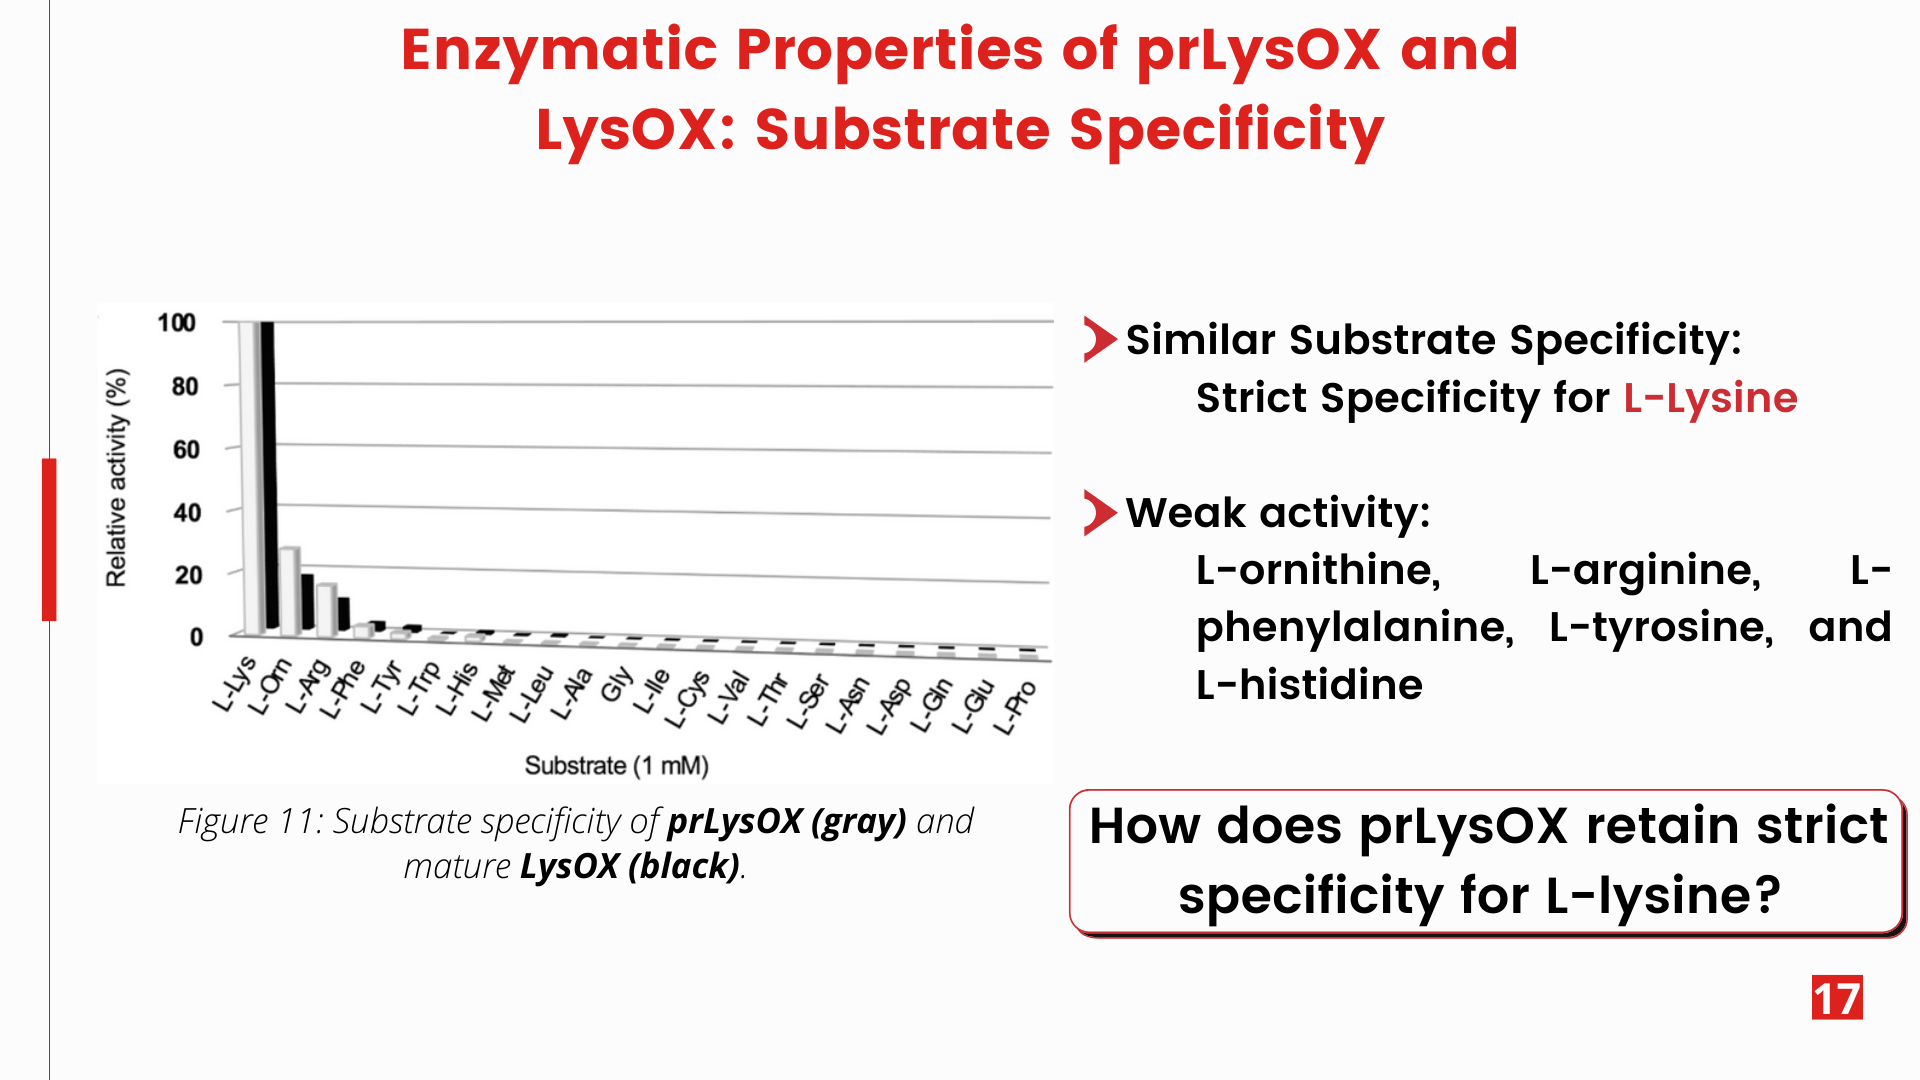 Enzymatic Properties of prLysOX and
LysOX: Substrate Specificity
100
80
60
40
20
0
Relative activity (%)
L-Lys
L-Orn
L-Arg
L-Phe
L-Tyr
L-Trp
L-His
L-Met
L-Leu
L-Ala
Gly
L-Ile
L-Cys
L-Val
L-Thr
L-Ser
L-Asn
L-Asp
L-Gln
L-Glu
L-Pro
Substrate (1 mM)
Figure 11: Substrate specificity of prLysOX (gray) and
mature LysOX (black).
Similar Substrate Specificity:
Strict Specificity for L-Lysine
Weak activity:
L-ornithine, L-arginine, L-
phenylalanine, L-tyrosine, and
L-histidine
How does prLysOX retain strict
specificity for L-lysine?
17